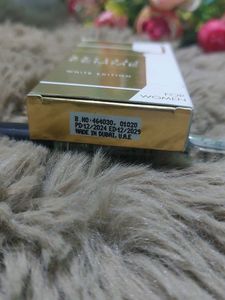 WHITE EDITION
FOR
WOMEN
B.NO:464030, 01020
PD:12/2024 ED:12/2029
MADE IN DUBAI, U.A.E